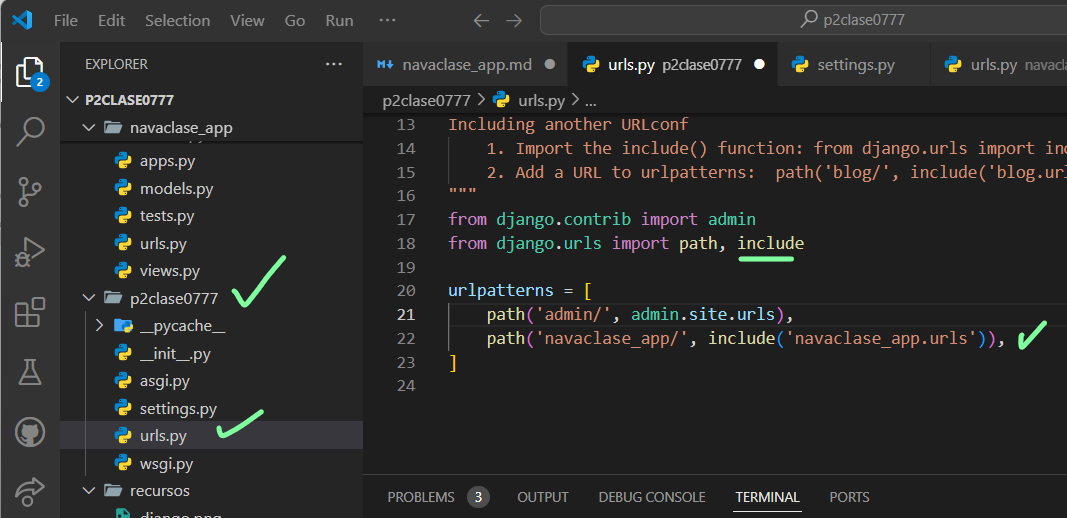 File Edit Selection View Go Run ··· p2clase0777
EXPLORER ···
P2CLASE0777
navaclase_app
apps.py
models.py
tests.py
urls.py
views.py
p2clase0777
__pycache__
__init__.py
asgi.py
settings.py
urls.py
wsgi.py
recursos
django.png
2
navaclase_app.md urls.py p2clase0777 settings.py urls.py
p2clase0777 > urls.py > ...
13 Including another URLconf
14 1. Import the include() function: from django.urls import
15 2. Add a URL to urlpatterns: path('blog/', include('blog.
16 """
17 from django.contrib import admin
18 from django.urls import path, include
19
20 urlpatterns = [
21 path('admin/', admin.site.urls),
22 path('navaclase_app/', include('navaclase_app.urls')),
23 ]
24
PROBLEMS 3 OUTPUT DEBUG CONSOLE TERMINAL PORTS